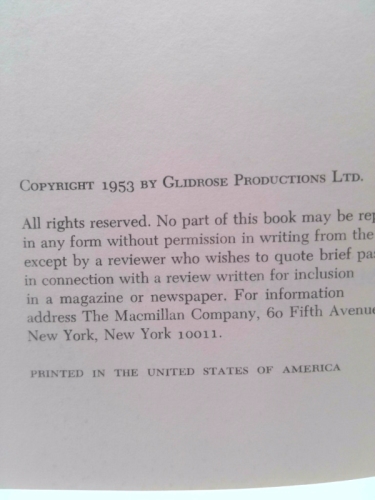 COPYRIGHT 1953 BY GLIDROSE PRODUCTIONS LTD.
All rights reserved. No part of this book may be rep
in any form without permission in writing from the
except by a reviewer who wishes to quote brief pas
in connection with a review written for inclusion
in a magazine or newspaper. For information
address The Macmillan Company, 60 Fifth Avenue
New York, New York 10011.
PRINTED IN THE UNITED STATES OF AMERICA